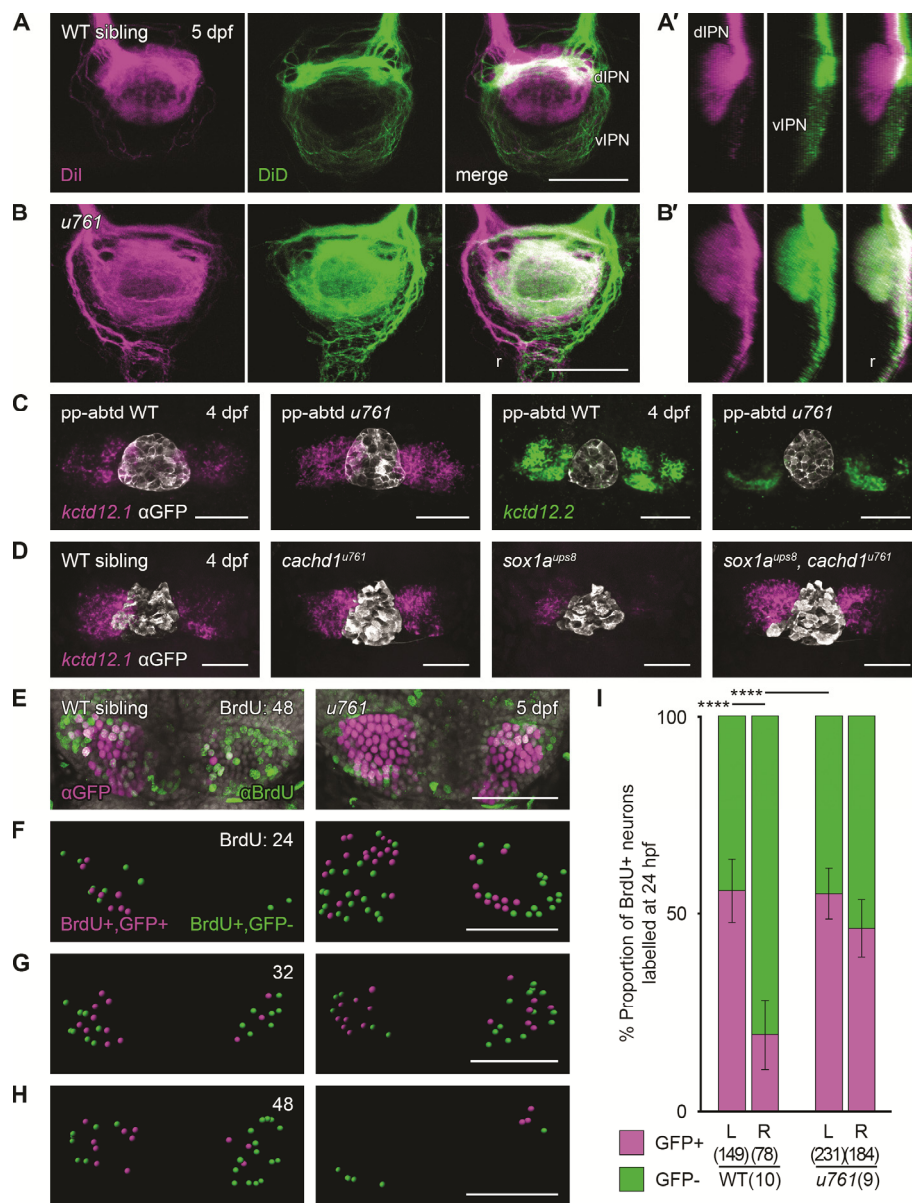 A
WT sibling 5 dpf
DiI
DiD
dIPN
vIPN
merge
A′
dIPN
vIPN
B
u761
r
B′
r
C
pp-abtd WT 4 dpf
kctd12.1 αGFP
pp-abtd u761
pp-abtd WT 4 dpf
kctd12.2
pp-abtd u761
D
WT sibling 4 dpf
kctd12.1 αGFP
cachd1u761
sox1aups8
sox1aups8, cachd1u761
E
WT sibling BrdU: 48
αGFP αBrdU
u761 5 dpf
F
BrdU: 24
BrdU+,GFP+ BrdU+,GFP-
G
32
H
48
I
****
****
% Proportion of BrdU+ neurons
labelled at 24 hpf
100
50
0
L R L R
(149) (78) (231) (184)
WT(10) u761(9)
GFP+
GFP-